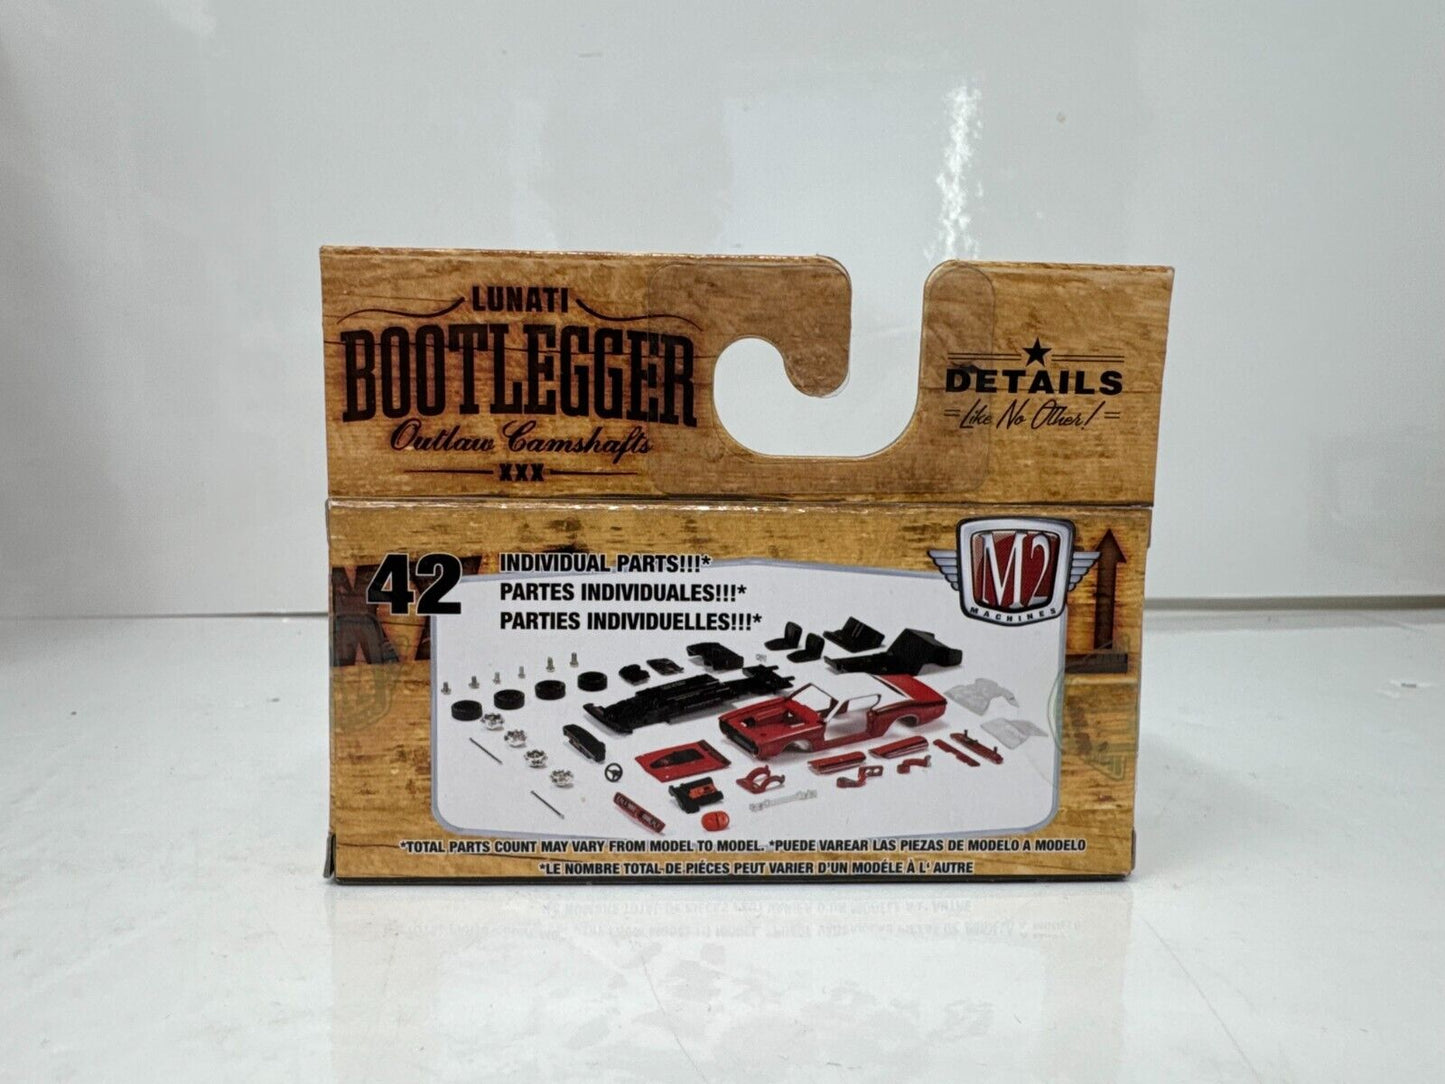 LUNATI
BOOTLEGGER
Outlaw Camshafts
XXX
DETAILS
Like No Other!
42
INDIVIDUAL PARTS!!!*
PARTES INDIVIDUALES!!!*
PARTIES INDIVIDUELLES!!!*
M2
MACHINES
*TOTAL PARTS COUNT MAY VARY FROM MODEL TO MODEL. *PUEDE VAREAR LAS PIEZAS DE MODELO A MODELO
*LE NOMBRE TOTAL DE PIÉCES PEUT VARIER D'UN MODÉLE À L' AUTRE